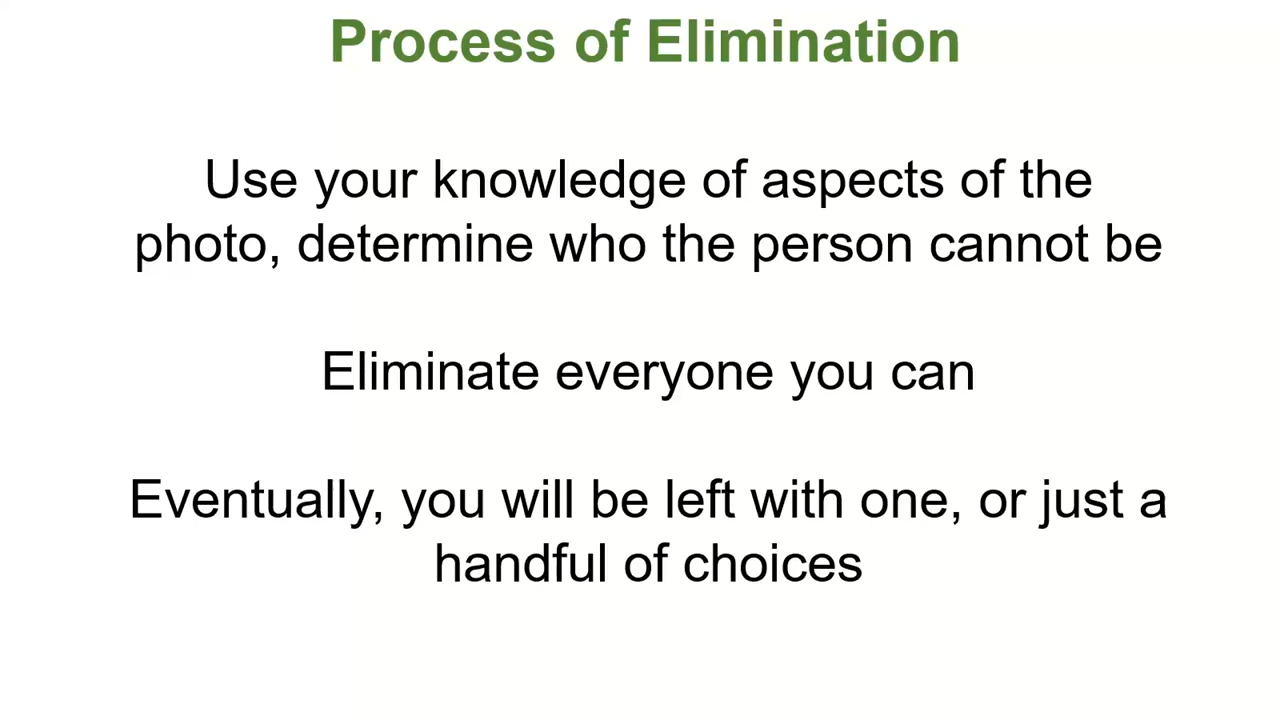 Process of Elimination
Use your knowledge of aspects of the
photo, determine who the person cannot be
Eliminate everyone you can
Eventually, you will be left with one, or just a
handful of choices